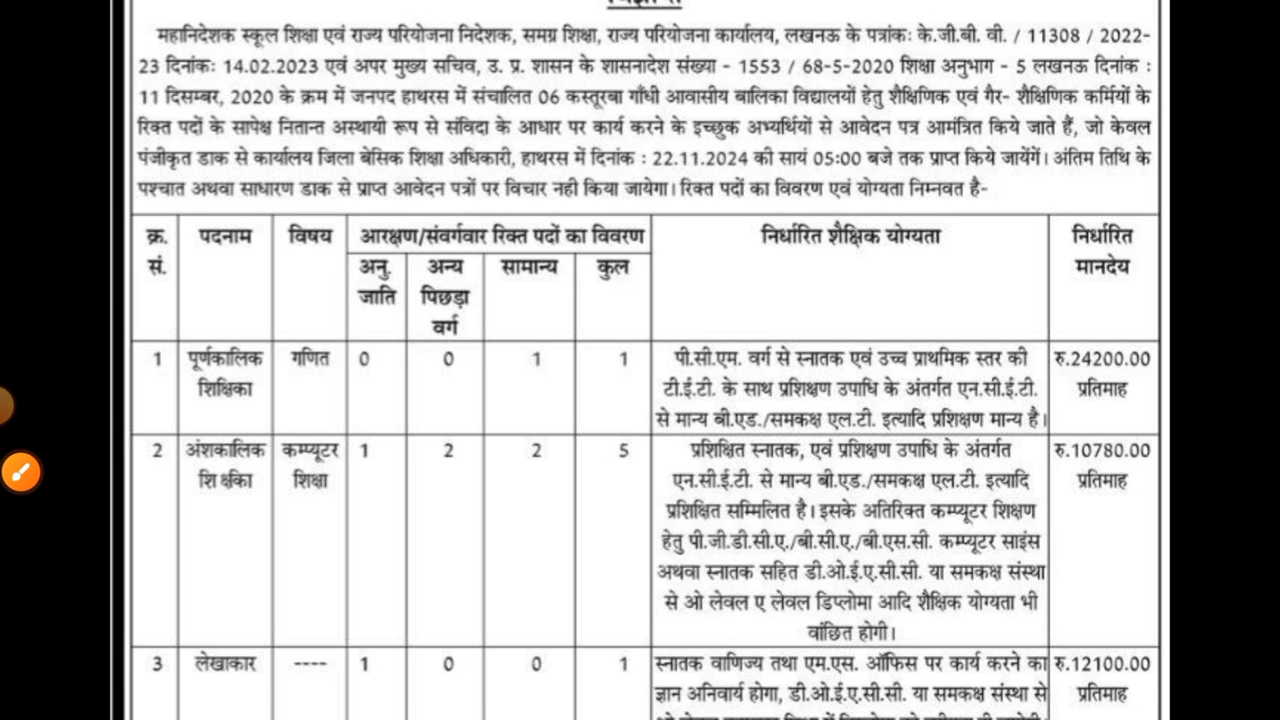 महानिदेशक स्कूल शिक्षा एवं राज्य परियोजना निदेशक, समग्र शिक्षा, राज्य परियोजना कार्यालय, लखनऊ के पत्रांकः के.जी.बी. वी. / 11308 / 2022-
23 दिनांकः 14.02.2023 एवं अपर मुख्य सचिव, उ. प्र. शासन के शासनादेश संख्या - 1553 / 68-5-2020 शिक्षा अनुभाग - 5 लखनऊ दिनांक :
11 दिसम्बर, 2020 के क्रम में जनपद हाथरस में संचालित 06 कस्तूरबा गाँधी आवासीय बालिका विद्यालयों हेतु शैक्षिणिक एवं गैर- शैक्षिणिक कर्मियों के
रिक्त पदों के सापेक्ष नितान्त अस्थायी रूप से संविदा के आधार पर कार्य करने के इच्छुक अभ्यर्थियों से आवेदन पत्र आमंत्रित किये जाते हैं, जो केवल
पंजीकृत डाक से कार्यालय जिला बेसिक शिक्षा अधिकारी, हाथरस में दिनांक : 22.11.2024 की सायं 05:00 बजे तक प्राप्त किये जायेंगें। अंतिम तिथि के
पश्चात अथवा साधारण डाक से प्राप्त आवेदन पत्रों पर विचार नही किया जायेगा। रिक्त पदों का विवरण एवं योग्यता निम्नवत है-
क्र. सं. पदनाम विषय आरक्षण/संवर्गवार रिक्त पदों का विवरण निर्धारित शैक्षिक योग्यता निर्धारित मानदेय
अनु. जाति अन्य पिछड़ा वर्ग सामान्य कुल
1 पूर्णकालिक गणित 0 0 1 1 पी.सी.एम. वर्ग से स्नातक एवं उच्च प्राथमिक स्तर की रु.24200.00
शिक्षिका टी.ई.टी. के साथ प्रशिक्षण उपाधि के अंतर्गत एन.सी.ई.टी. प्रतिमाह
से मान्य बी.एड./समकक्ष एल.टी. इत्यादि प्रशिक्षण मान्य है।
2 अंशकालिक कम्प्यूटर 1 2 2 5 प्रशिक्षित स्नातक, एवं प्रशिक्षण उपाधि के अंतर्गत रु.10780.00
शि क्षिका शिक्षा एन.सी.ई.टी. से मान्य बी.एड./समकक्ष एल.टी. इत्यादि प्रतिमाह
प्रशिक्षित सम्मिलित है। इसके अतिरिक्त कम्प्यूटर शिक्षण
हेतु पी.जी.डी.सी.ए./बी.सी.ए./बी.एस.सी. कम्प्यूटर साइंस
अथवा स्नातक सहित डी.ओ.ई.ए.सी.सी. या समकक्ष संस्था
से ओ लेवल ए लेवल डिप्लोमा आदि शैक्षिक योग्यता भी
वांछित होगी।
3 लेखाकार ---- 1 0 0 1 स्नातक वाणिज्य तथा एम.एस. ऑफिस पर कार्य करने का रु.12100.00
ज्ञान अनिवार्य होगा, डी.ओ.ई.ए.सी.सी. या समकक्ष संस्था से प्रतिमाह